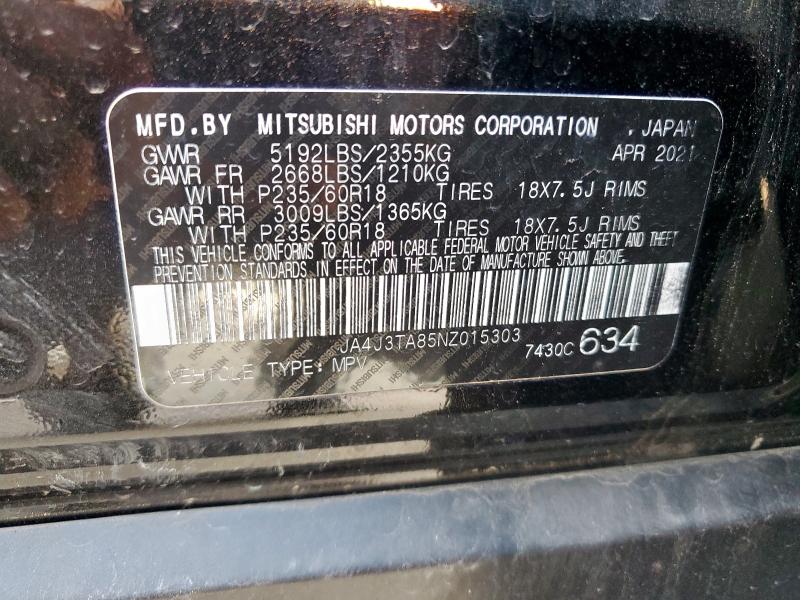 MFD.BY MITSUBISHI MOTORS CORPORATION , JAPAN
GVWR 5192LBS/2355KG APR 2021
GAWR FR 2668LBS/1210KG
WITH P235/60R18 TIRES 18X7.5J RIMS
GAWR RR 3009LBS/1365KG
WITH P235/60R18 TIRES 18X7.5J RIMS
THIS VEHICLE CONFORMS TO ALL APPLICABLE FEDERAL MOTOR VEHICLE SAFETY AND THEFT
PREVENTION STANDARDS IN EFFECT ON THE DATE OF MANUFACTURE SHOWN ABOVE.
JA4J3TA85NZ015303 7430C 634
VEHICLE TYPE: MPV